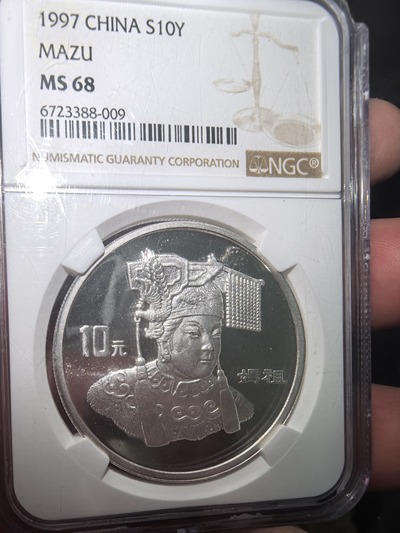 1997 CHINA S10Y
MAZU
MS 68
6723388-009
NUMISMATIC GUARANTY CORPORATION NGC®
10元
媽祖